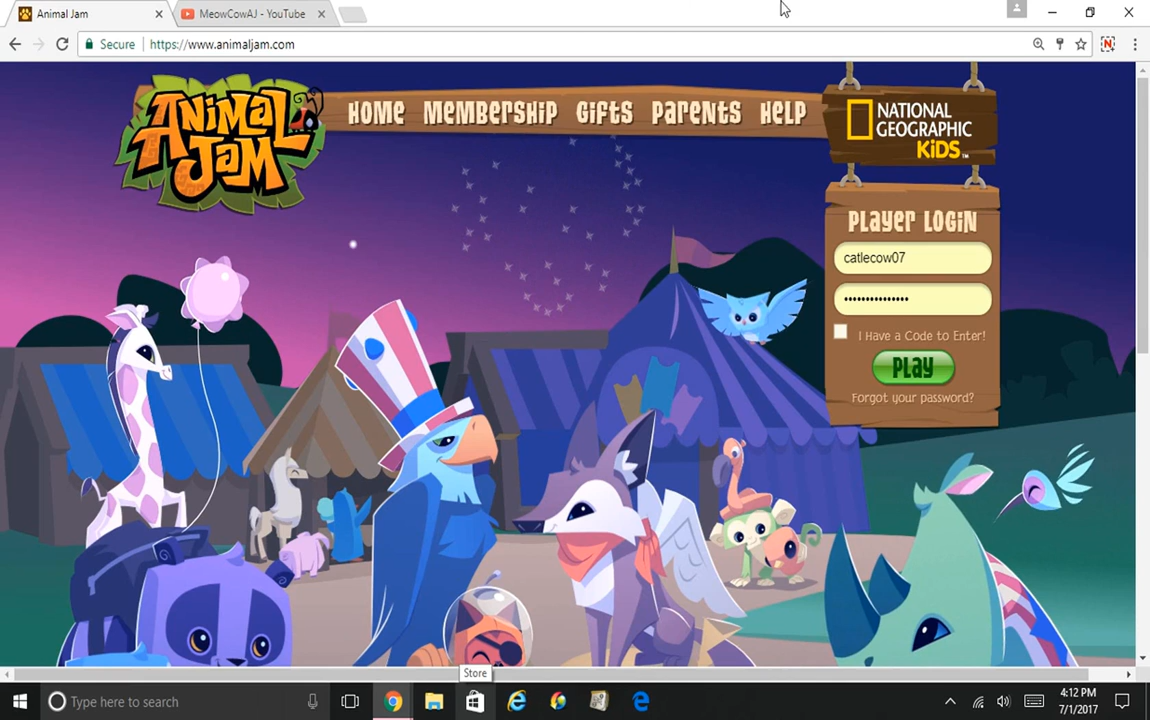 Animal Jam
MeowCowAJ - YouTube
Secure
https://www.animaljam.com
ANIMAL
JAM
HOME MEMBERSHIP GIFTS PARENTS HELP
NATIONAL
GEOGRAPHIC
KiDS
PLAYER LOGIN
catlecow07
•••••••••••••••
I Have a Code to Enter!
PLAY
Forgot your password?
Store
Type here to search
4:12 PM
7/1/2017